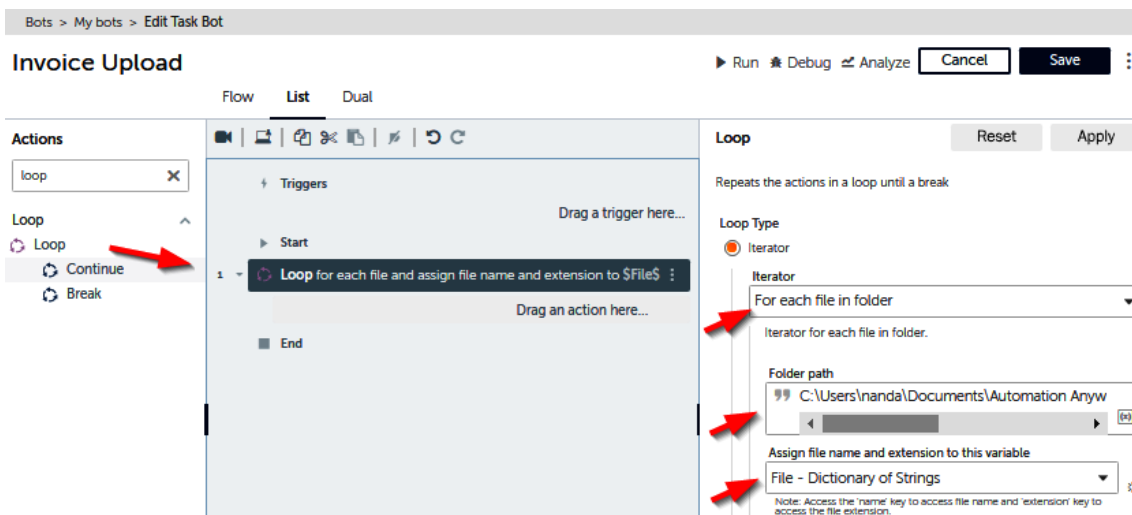 Bots > My bots > Edit Task Bot
Invoice Upload
Run Debug Analyze Cancel Save
Flow List Dual
Actions
loop
Loop
Loop
Continue
Break
Triggers
Drag a trigger here...
Start
1 Loop for each file and assign file name and extension to $File$
Drag an action here...
End
Loop Reset Apply
Repeats the actions in a loop until a break
Loop Type
Iterator
Iterator
For each file in folder
Iterator for each file in folder.
Folder path
C:\Users\nanda\Documents\Automation Anyw
(x)
Assign file name and extension to this variable
File - Dictionary of Strings
Note: Access the 'name' key to access file name and 'extension' key to
access the file extension.